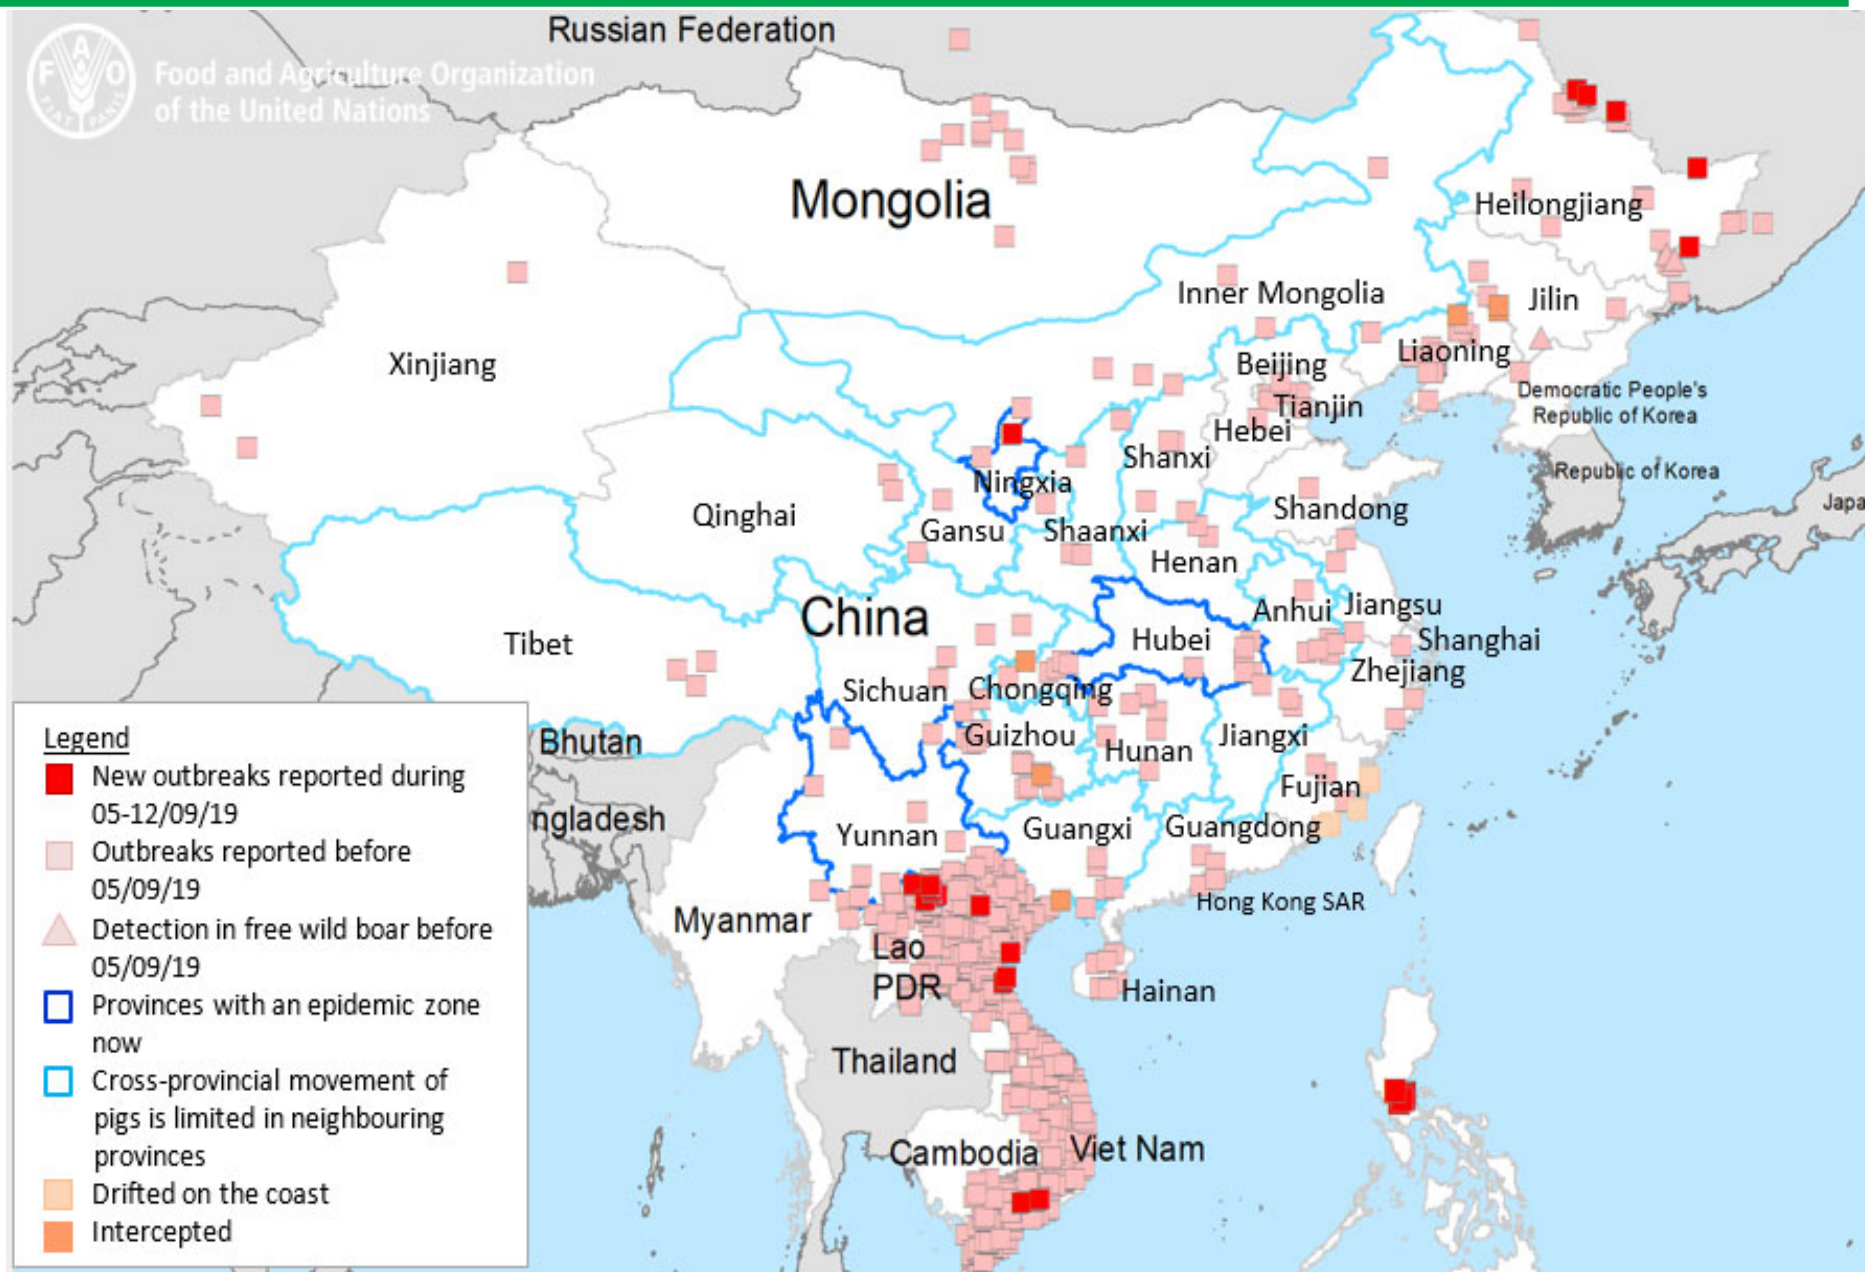 Russian Federation
F A O
FIAT PANIS
Food and Agriculture Organization
of the United Nations
Mongolia
Heilongjiang
Inner Mongolia
Jilin
Xinjiang
Beijing
Liaoning
Tianjin
Democratic People's
Republic of Korea
Hebei
Shanxi
Republic of Korea
Ningxia
Qinghai
Shandong
Japa
Gansu
Shaanxi
Henan
China
Anhui
Jiangsu
Tibet
Hubei
Shanghai
Zhejiang
Sichuan
Chongqing
Guizhou
Hunan
Jiangxi
Bhutan
Fujian
ngladesh
Yunnan
Guangxi
Guangdong
Hong Kong SAR
Myanmar
Lao
PDR
Hainan
Thailand
Cambodia
Viet Nam
Legend
New outbreaks reported during
05-12/09/19
Outbreaks reported before
05/09/19
Detection in free wild boar before
05/09/19
Provinces with an epidemic zone
now
Cross-provincial movement of
pigs is limited in neighbouring
provinces
Drifted on the coast
Intercepted